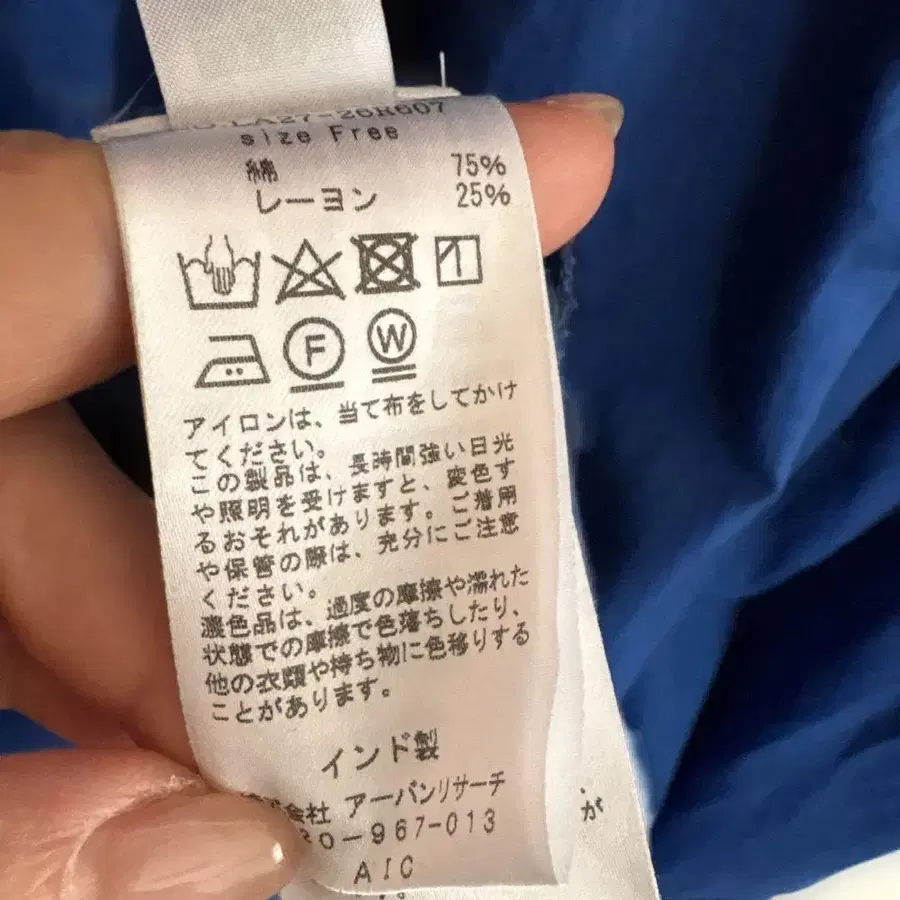 LA27-26R607
size Free
綿 75%
レーヨン 25%
F W
アイロンは、当て布をしてかけ
てください。
この製品は、長時間強い日光
や照明を受けますと、変色す
るおそれがあります。ご着用
や保管の際は、充分にご注意
ください。
濃色品は、過度の摩擦や濡れた
状態での摩擦で色落ちしたり、
他の衣類や持ち物に色移りする
ことがあります。
インド製
会社 アーバンリサーチ
20-967-013
AIC
が